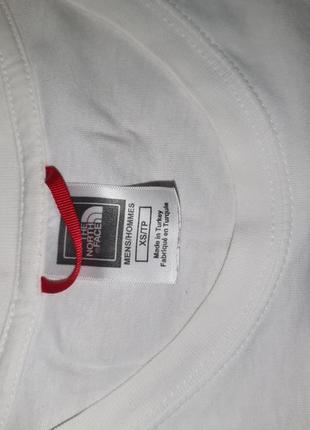 THE
NORTH
FACE
MENS/HOMMES
XS/TP
Made in Turkey
Fabriqué en Turquie